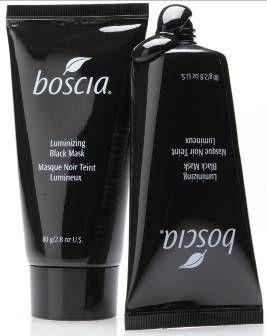 boscia®
Luminizing
Black Mask
Masque Noir Teint
Lumineux
80 g/2.8 oz U.S.
boscia®
Luminizing
Black Mask
Masque Noir Teint
Lumineux
80 g/2.8 oz U.S.